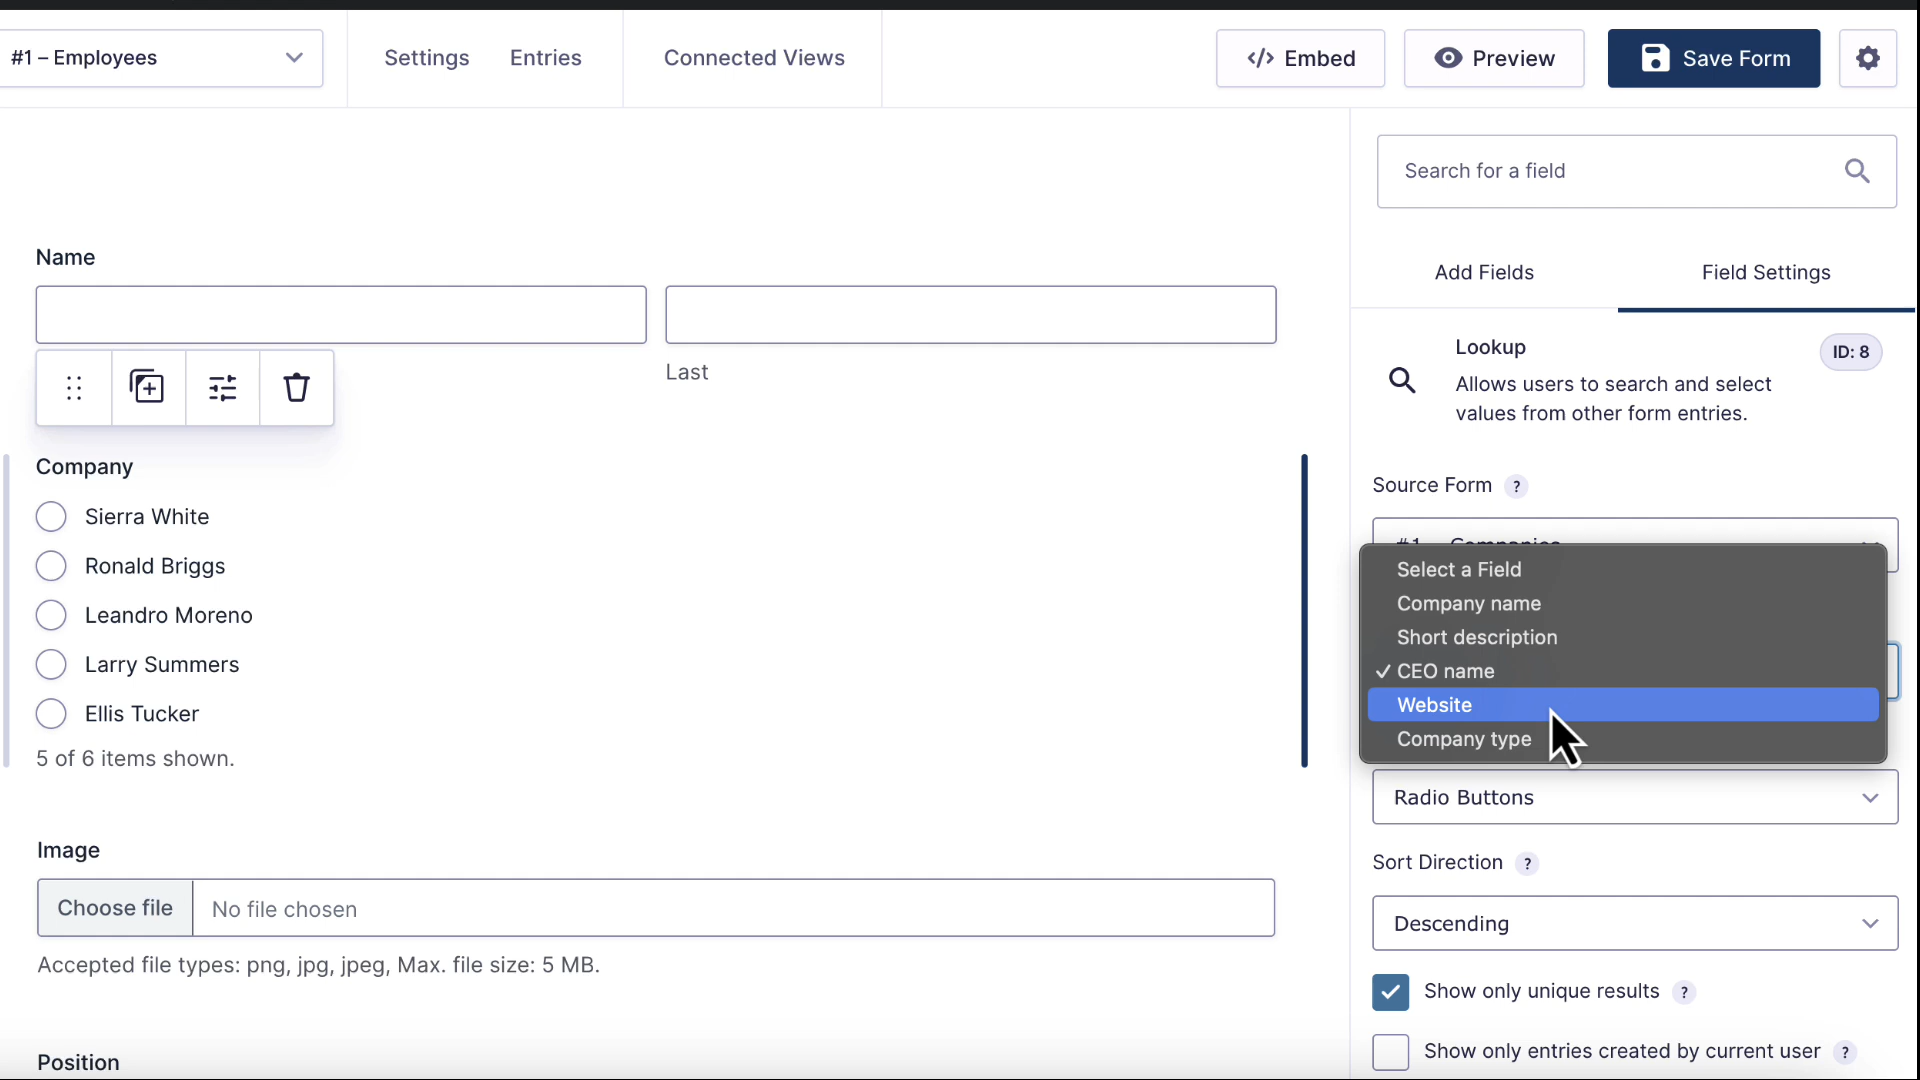 #1 – Employees
Settings
Entries
Connected Views
Embed
Preview
Save Form
Search for a field
Add Fields
Field Settings
Name
Last
Lookup
ID: 8
Allows users to search and select
values from other form entries.
Company
Sierra White
Ronald Briggs
Leandro Moreno
Larry Summers
Ellis Tucker
5 of 6 items shown.
Source Form ?
#1 – Companies
Select a Field
Company name
Short description
✓ CEO name
Website
Company type
Radio Buttons
Sort Direction ?
Descending
Show only unique results ?
Show only entries created by current user ?
Image
Choose file
No file chosen
Accepted file types: png, jpg, jpeg, Max. file size: 5 MB.
Position